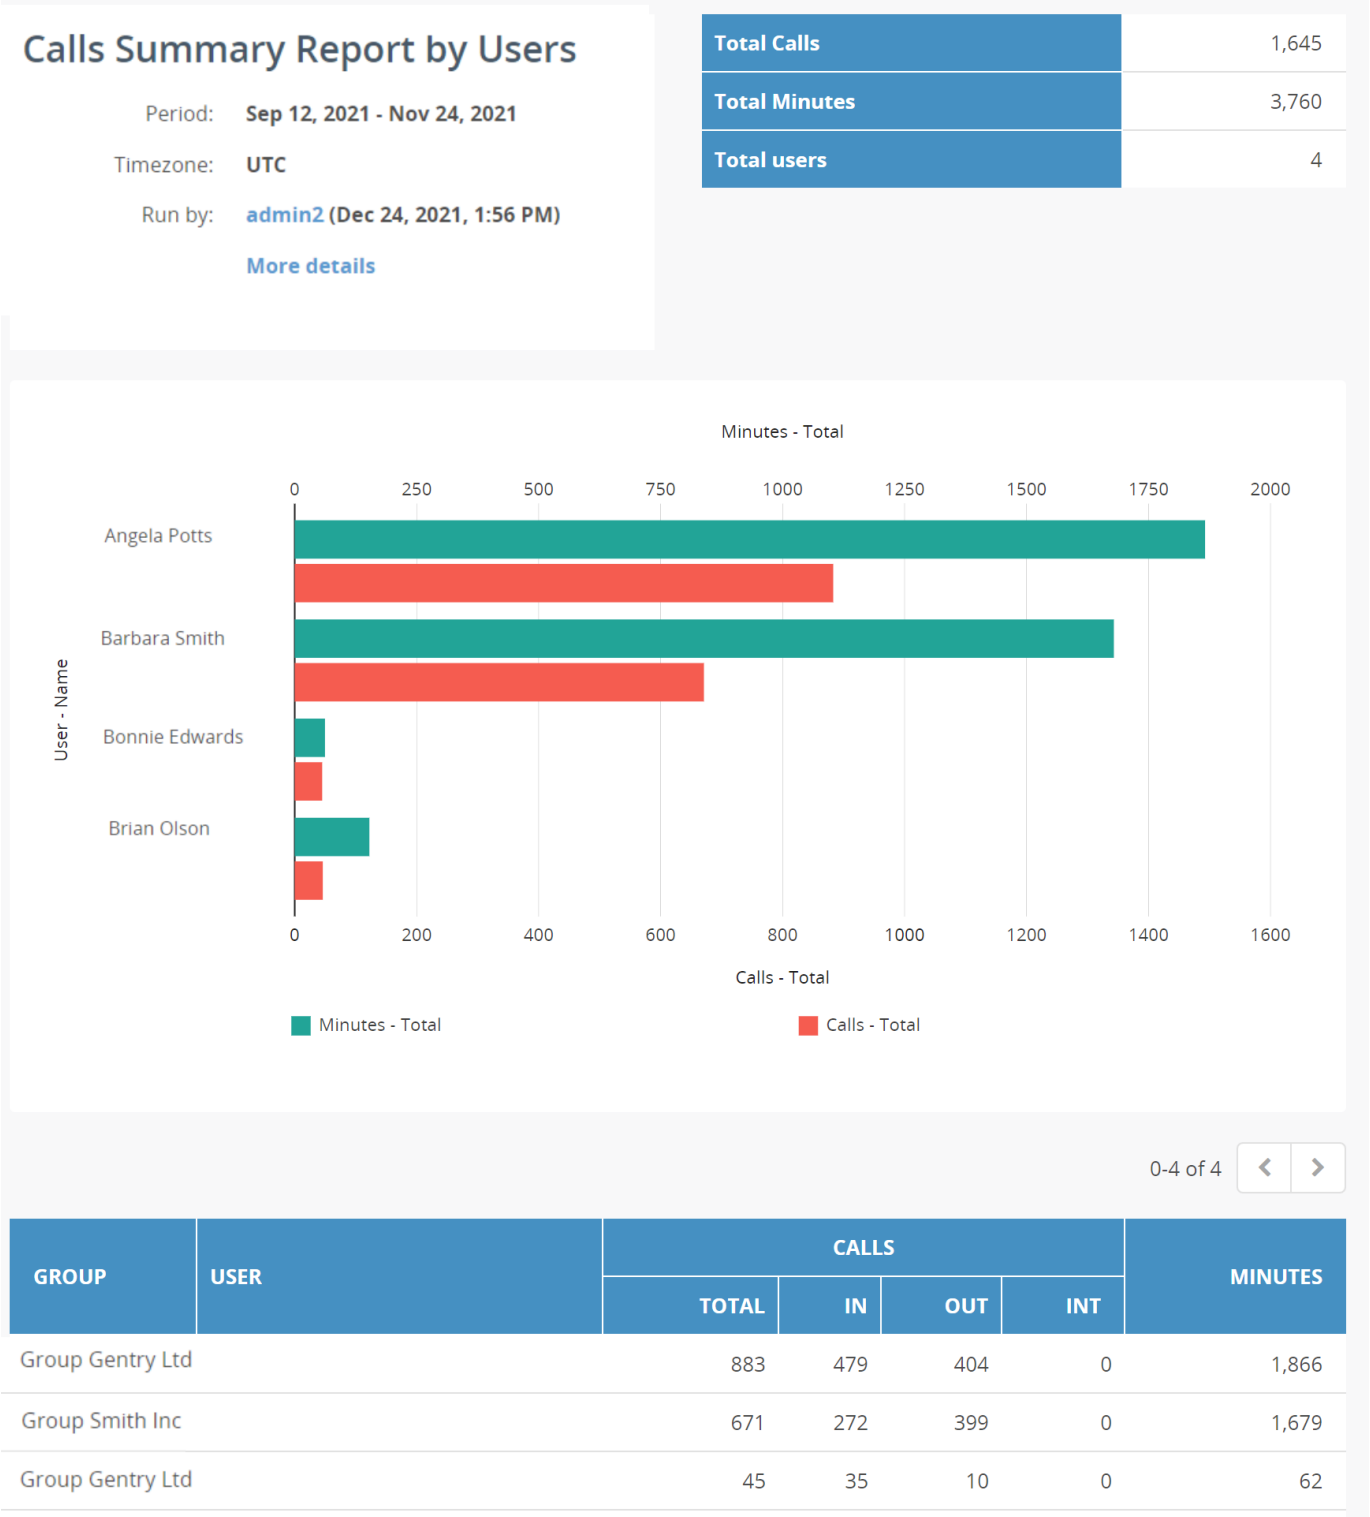 Calls Summary Report by Users
Period: Sep 12, 2021 - Nov 24, 2021
Timezone: UTC
Run by: admin2 (Dec 24, 2021, 1:56 PM)
More details
Total Calls 1,645
Total Minutes 3,760
Total users 4
Minutes - Total
0 250 500 750 1000 1250 1500 1750 2000
User - Name
Angela Potts
Barbara Smith
Bonnie Edwards
Brian Olson
0 200 400 600 800 1000 1200 1400 1600
Calls - Total
Minutes - Total Calls - Total
0-4 of 4
GROUP USER CALLS MINUTES
TOTAL IN OUT INT
Group Gentry Ltd 883 479 404 0 1,866
Group Smith Inc 671 272 399 0 1,679
Group Gentry Ltd 45 35 10 0 62